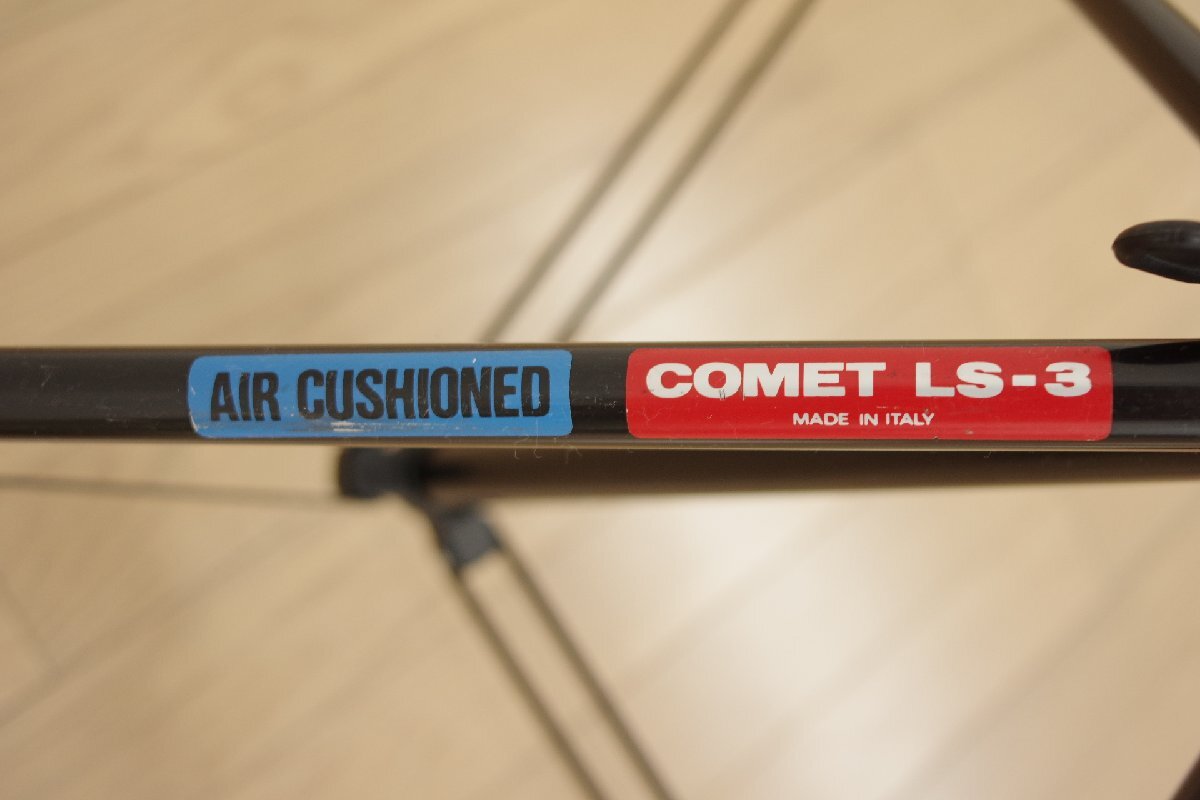 AIR CUSHIONED
COMET LS-3
MADE IN ITALY